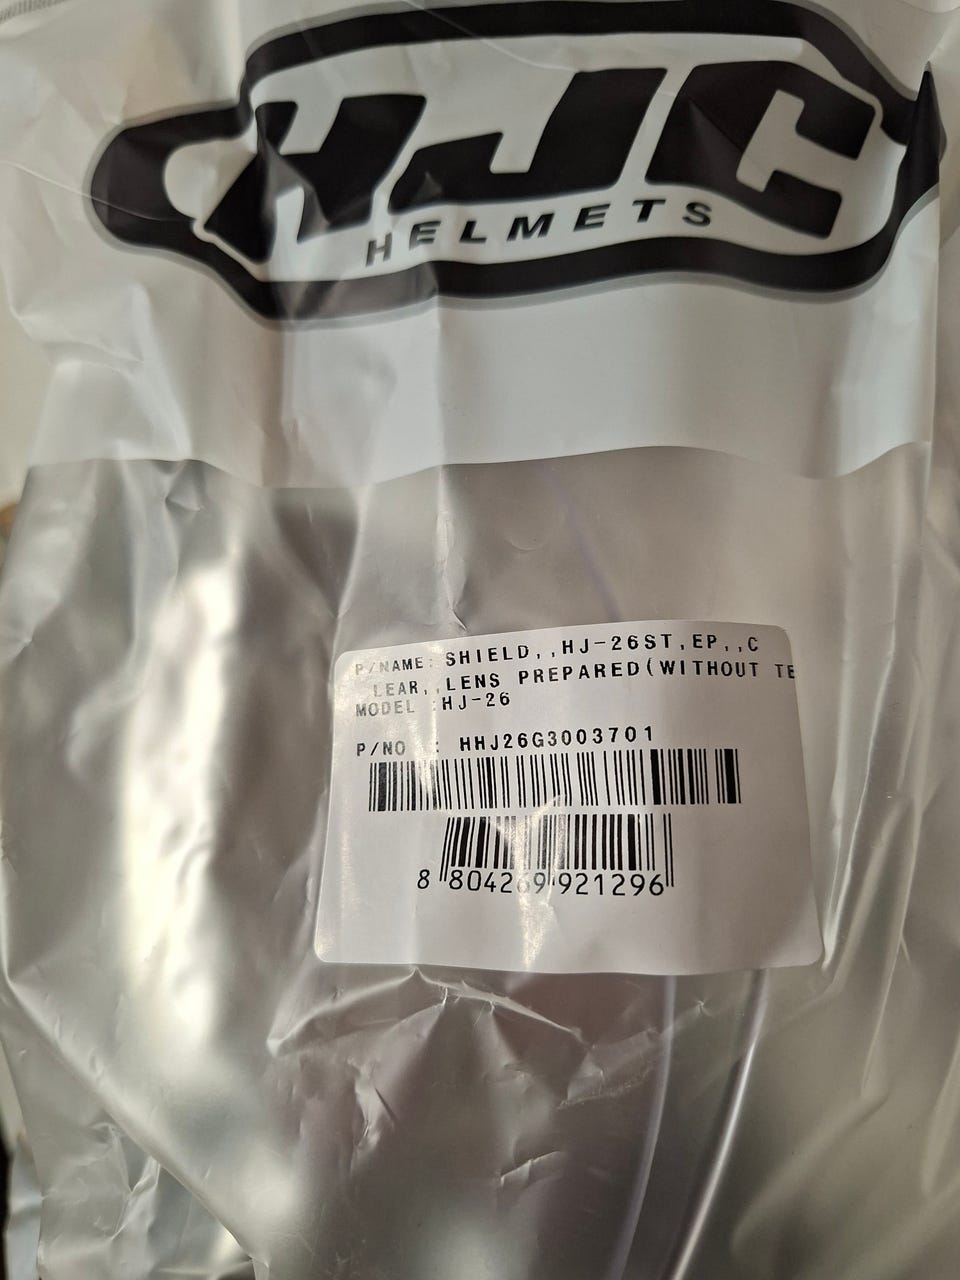 HJC
HELMETS
P/NAME: SHIELD,,HJ-26ST,EP,,C
LEAR,,LENS PREPARED(WITHOUT TE
MODEL :HJ-26
P/NO : HHJ26G3003701
8 804269 921296